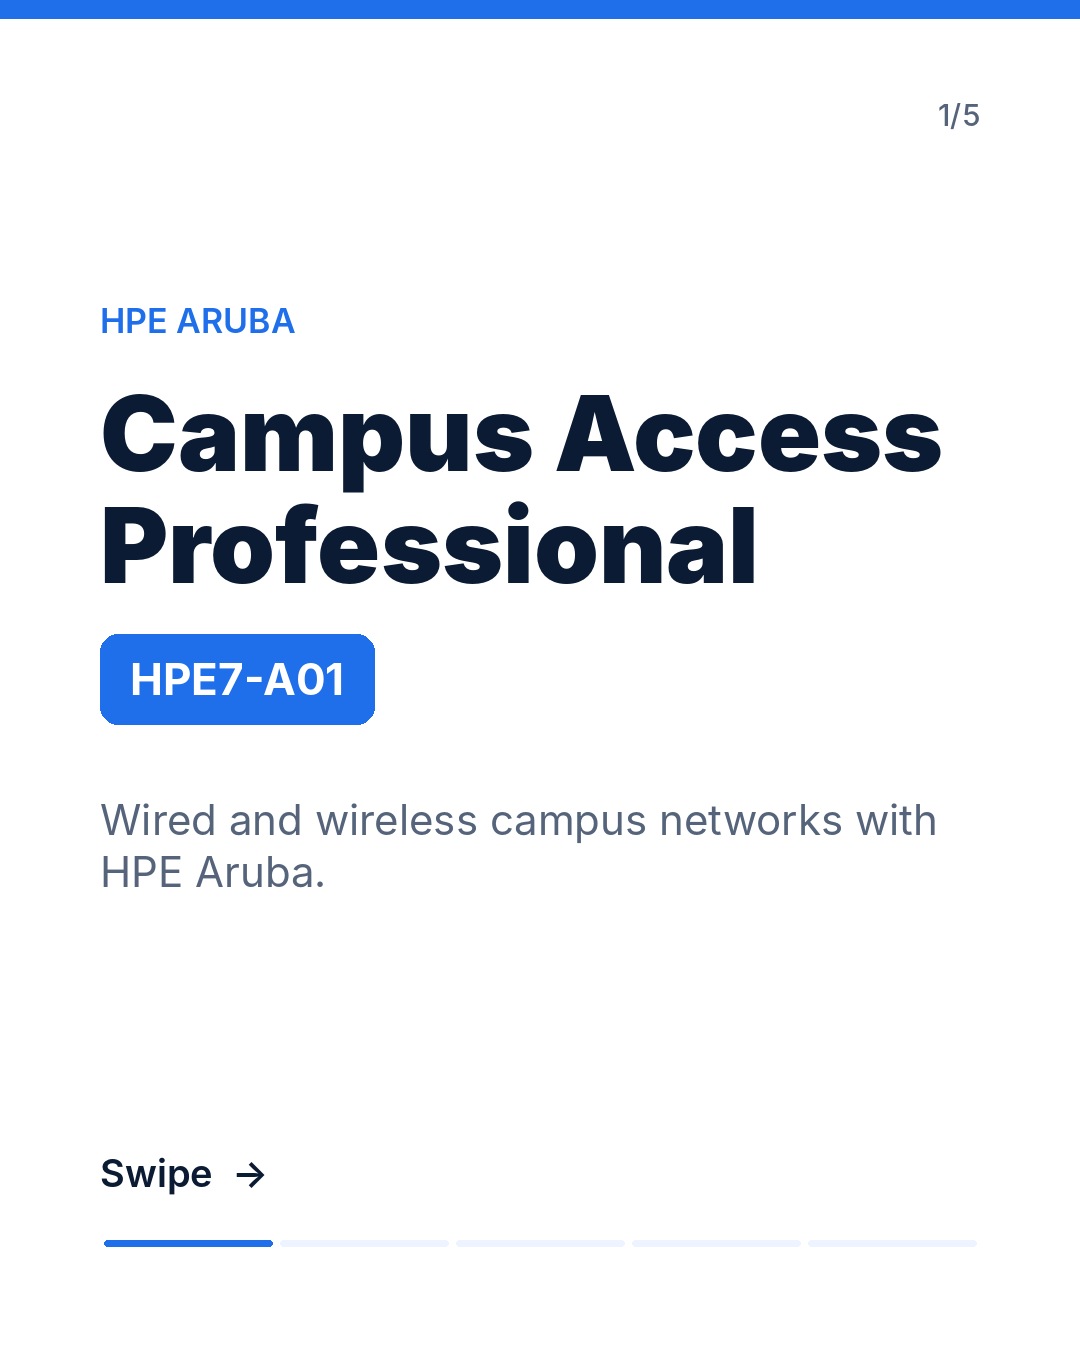 1/5
HPE ARUBA
Campus Access
Professional
HPE7-A01
Wired and wireless campus networks with
HPE Aruba.
Swipe →